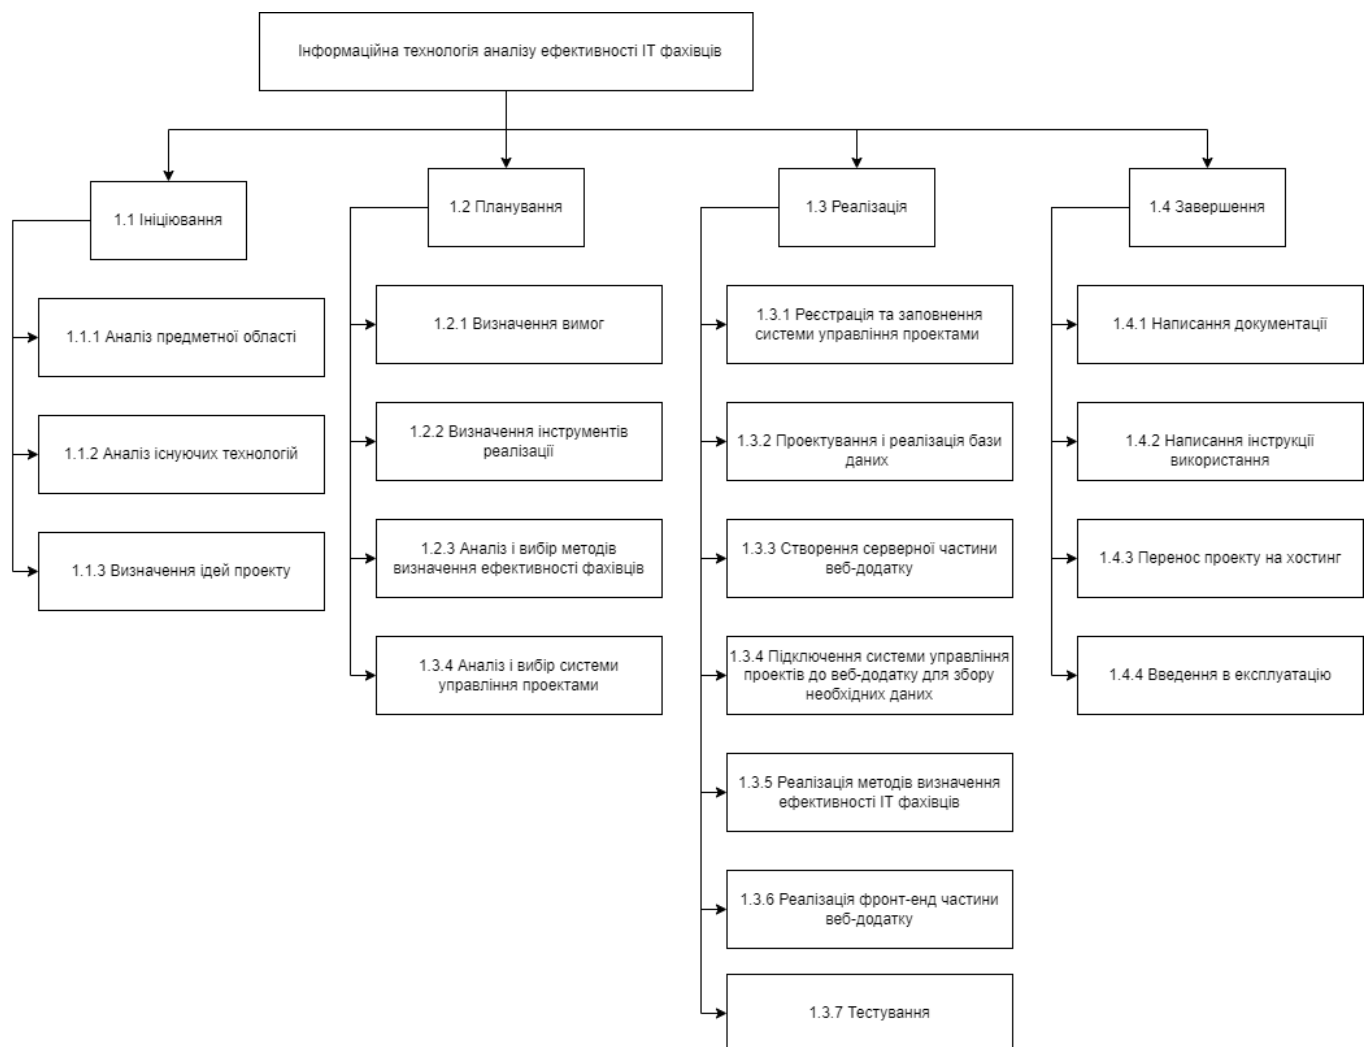 Інформаційна технологія аналізу ефективності ІТ фахівців
1.1 Ініціювання
1.1.1 Аналіз предметної області
1.1.2 Аналіз існуючих технологій
1.1.3 Визначення ідей проекту
1.2 Планування
1.2.1 Визначення вимог
1.2.2 Визначення інструментів
реалізації
1.2.3 Аналіз і вибір методів
визначення ефективності фахівців
1.3.4 Аналіз і вибір системи
управління проектами
1.3 Реалізація
1.3.1 Реєстрація та заповнення
системи управління проектами
1.3.2 Проектування і реалізація бази
даних
1.3.3 Створення серверної частини
веб-додатку
1.3.4 Підключення системи управління
проектів до веб-додатку для збору
необхідних даних
1.3.5 Реалізація методів визначення
ефективності ІТ фахівців
1.3.6 Реалізація фронт-енд частини
веб-додатку
1.3.7 Тестування
1.4 Завершення
1.4.1 Написання документації
1.4.2 Написання інструкції
використання
1.4.3 Перенос проекту на хостинг
1.4.4 Введення в експлуатацію